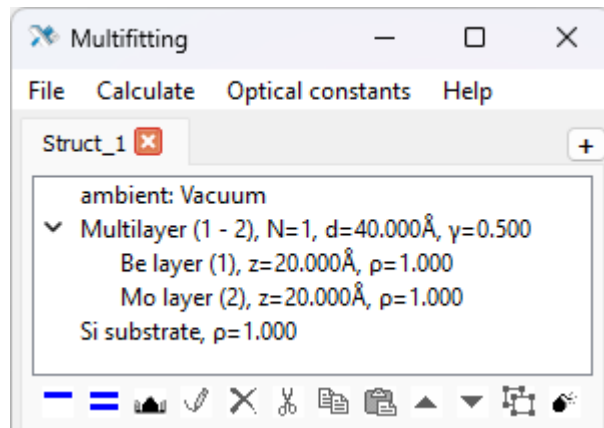 Multifitting
File Calculate Optical constants Help
Struct_1
ambient: Vacuum
Multilayer (1 - 2), N=1, d=40.000Å, γ=0.500
Be layer (1), z=20.000Å, ρ=1.000
Mo layer (2), z=20.000Å, ρ=1.000
Si substrate, ρ=1.000